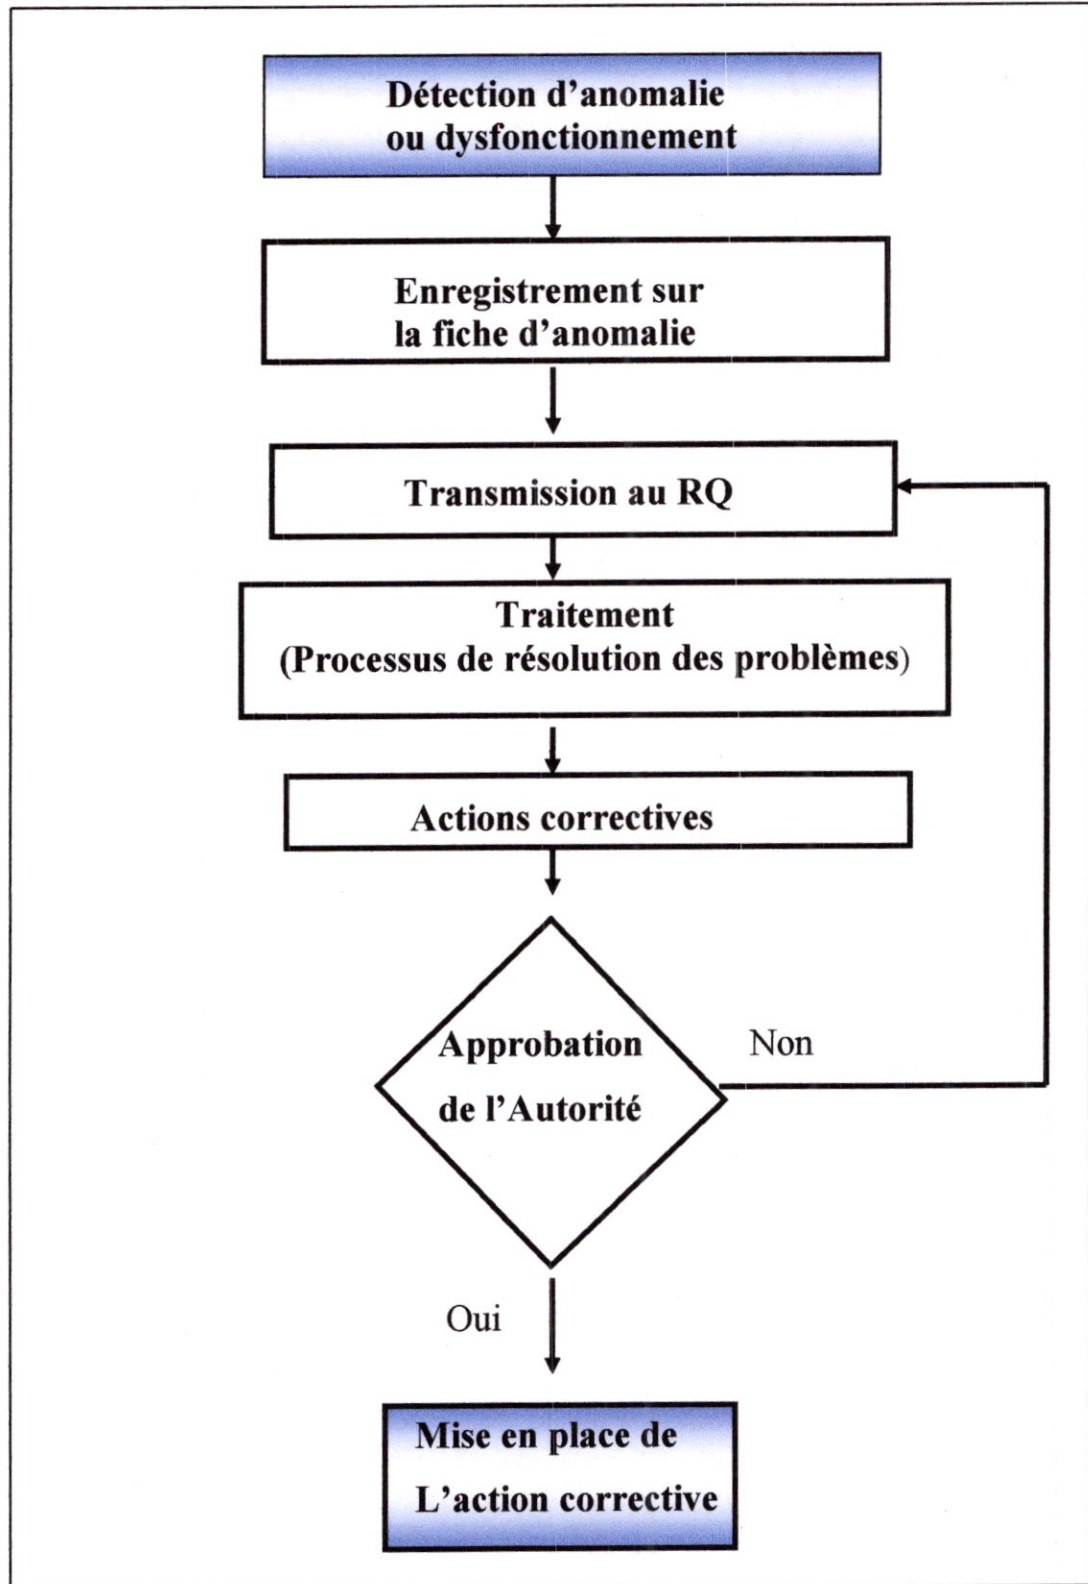 Détection d’anomalie
ou dysfonctionnement
Enregistrement sur
la fiche d’anomalie
Transmission au RQ
Traitement
(Processus de résolution des problèmes)
Actions correctives
Approbation
de l’Autorité
Non
Oui
Mise en place de
L’action corrective